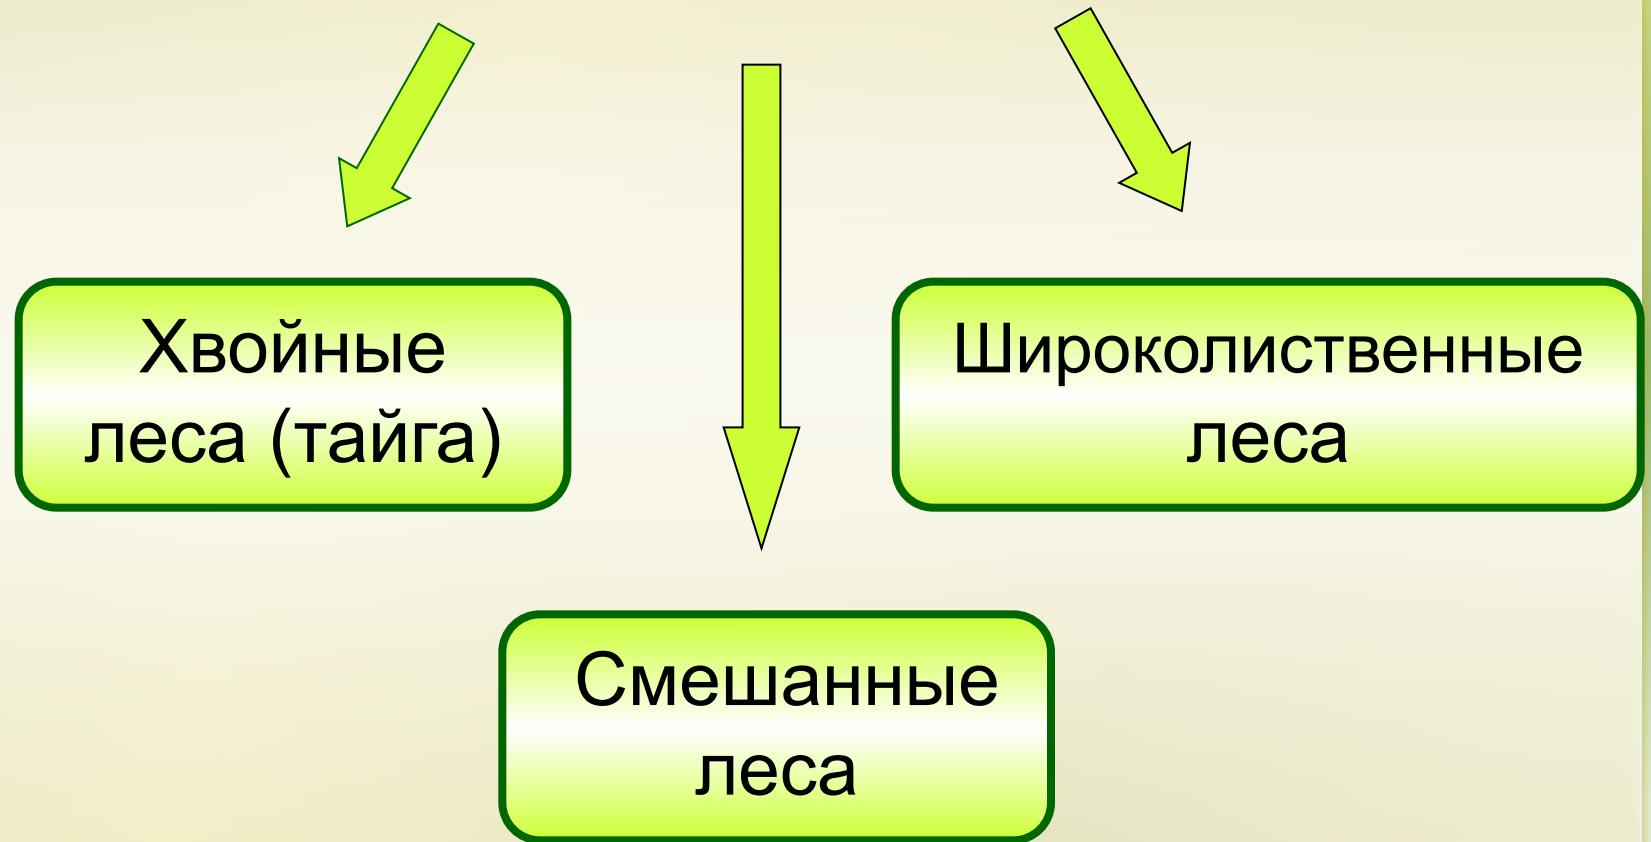 Хвойные
леса (тайга)
Широколиственные
леса
Смешанные
леса